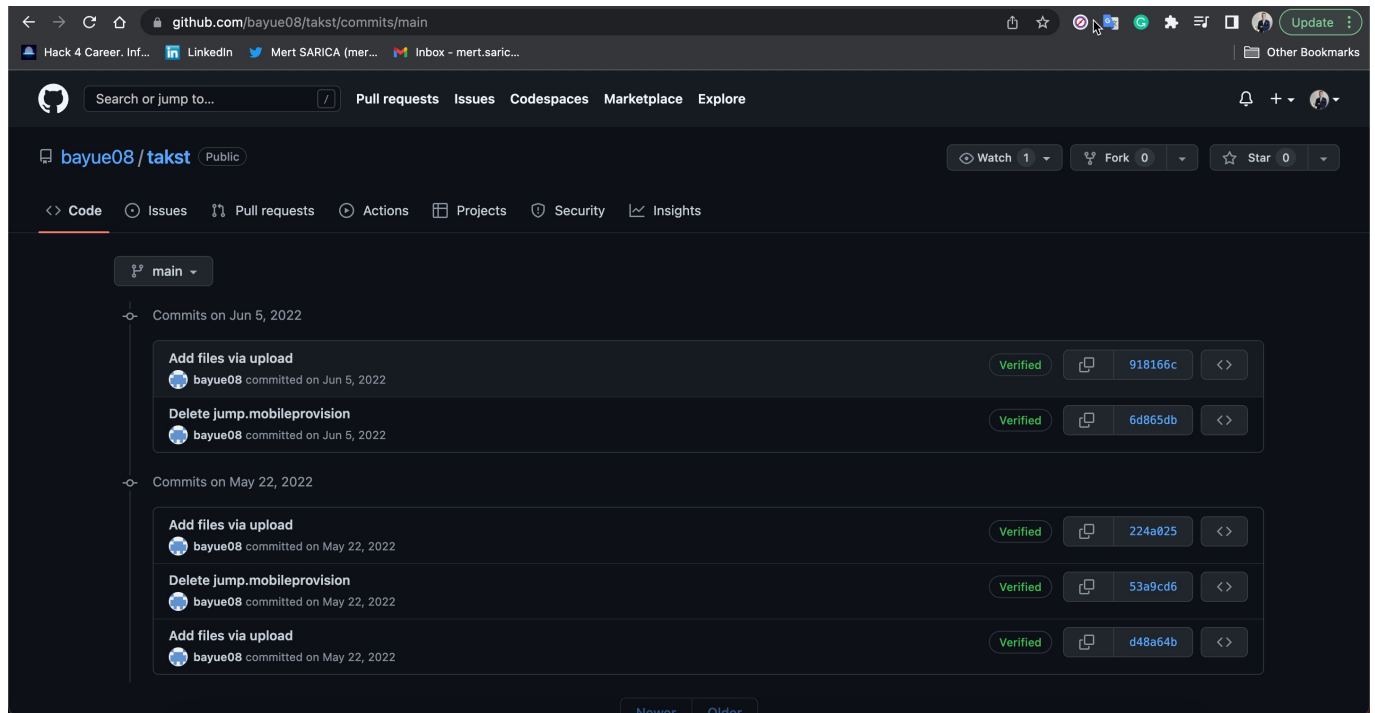 github.com/bayue08/takst/commits/main
Update
Hack 4 Career. Inf... LinkedIn Mert SARICA (mer... Inbox - mert.saric... Other Bookmarks
Search or jump to... / Pull requests Issues Codespaces Marketplace Explore
bayue08/takst Public Watch 1 Fork 0 Star 0
Code Issues Pull requests Actions Projects Security Insights
main
Commits on Jun 5, 2022
Add files via upload
Verified 918166c
bayue08 committed on Jun 5, 2022
Delete jump.mobileprovision
Verified 6d865db
bayue08 committed on Jun 5, 2022
Commits on May 22, 2022
Add files via upload
Verified 224a025
bayue08 committed on May 22, 2022
Delete jump.mobileprovision
Verified 53a9cd6
bayue08 committed on May 22, 2022
Add files via upload
Verified d48a64b
bayue08 committed on May 22, 2022
Newer Older